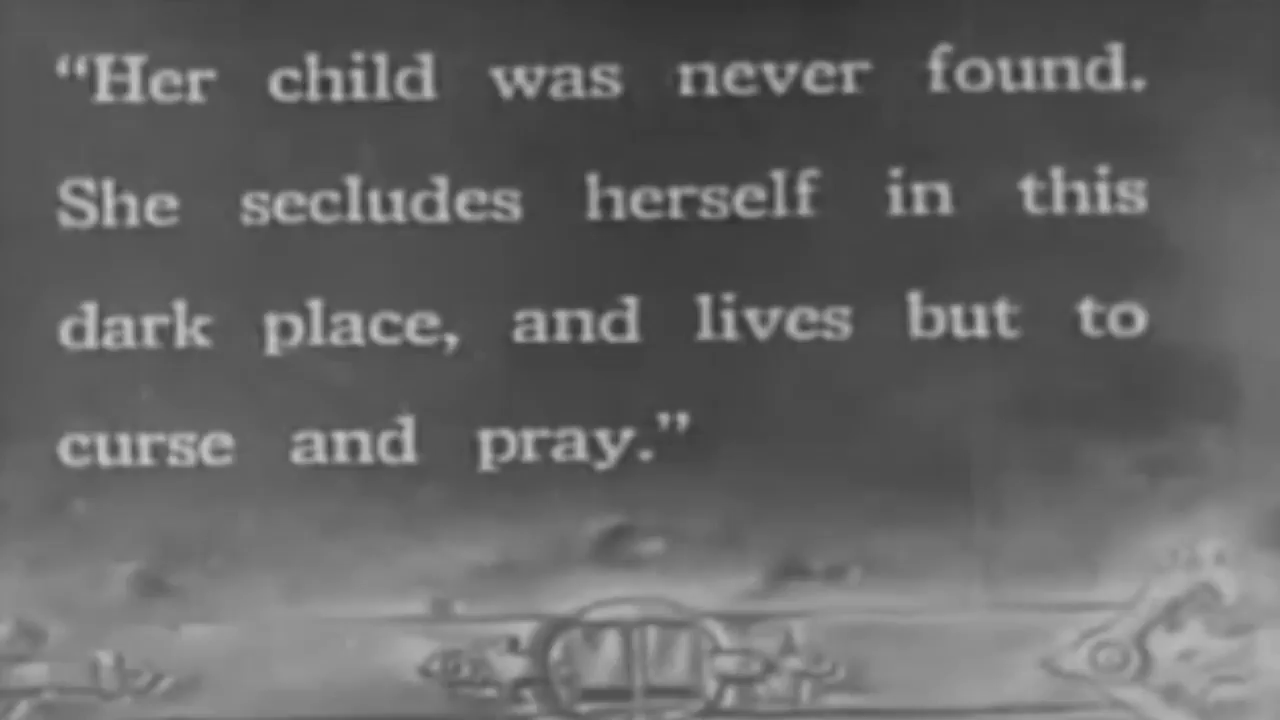 “Her child was never found.
She secludes herself in this
dark place, and lives but to
curse and pray.”